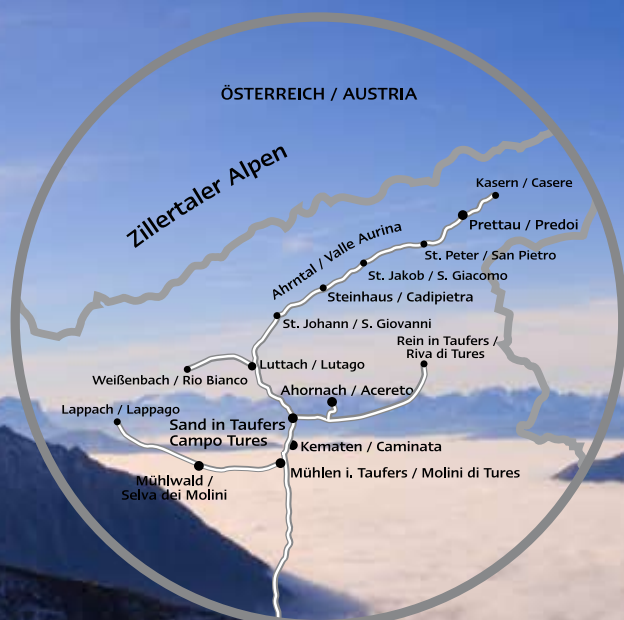 ÖSTERREICH / AUSTRIA
Zillertaler Alpen
Kasern / Casere
Prettau / Predoi
Ahrntal / Valle Aurina
St. Peter / San Pietro
St. Jakob / S. Giacomo
Steinhaus / Cadipietra
St. Johann / S. Giovanni
Rein in Taufers /
Riva di Tures
Luttach / Lutago
Weißenbach / Rio Bianco
Ahornach / Acereto
Lappach / Lappago
Sand in Taufers
Campo Tures
Kematen / Caminata
Mühlen i. Taufers / Molini di Tures
Mühlwald /
Selva dei Molini